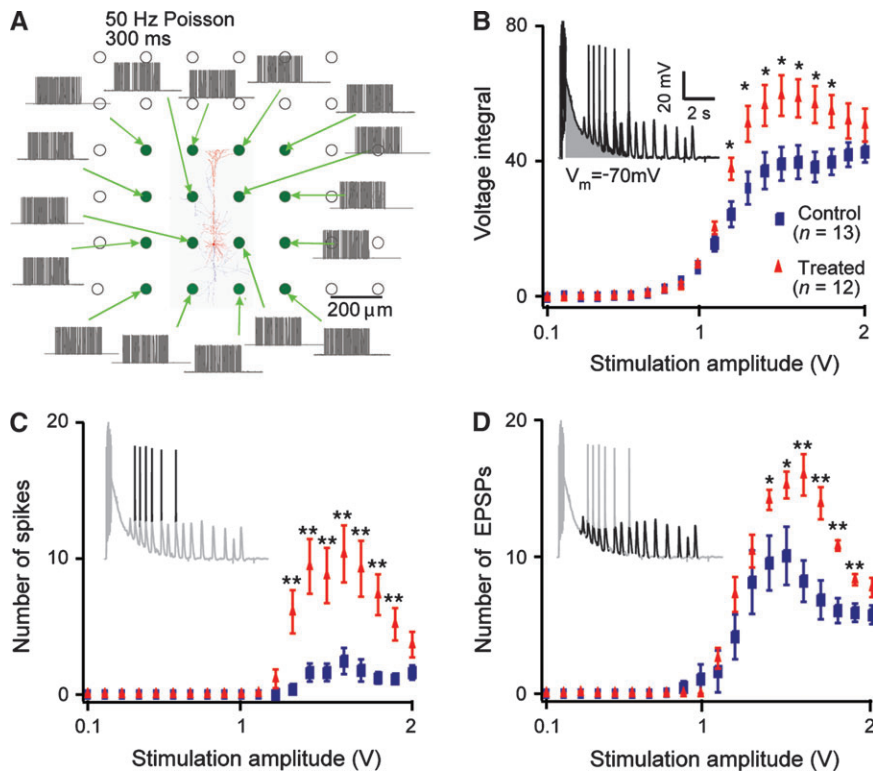 A
50 Hz Poisson
300 ms
200 µm
B
80
40
0
Voltage integral
20 mV
2 s
Vm=-70mV
*
* * * * * *
Control
(n = 13)
Treated
(n = 12)
0.1
1
2
Stimulation amplitude (V)
C
20
10
0
Number of spikes
** ** ** ** ** ** **
0.1
1
2
Stimulation amplitude (V)
D
20
10
0
Number of EPSPs
* * ** ** ** **
0.1
1
2
Stimulation amplitude (V)